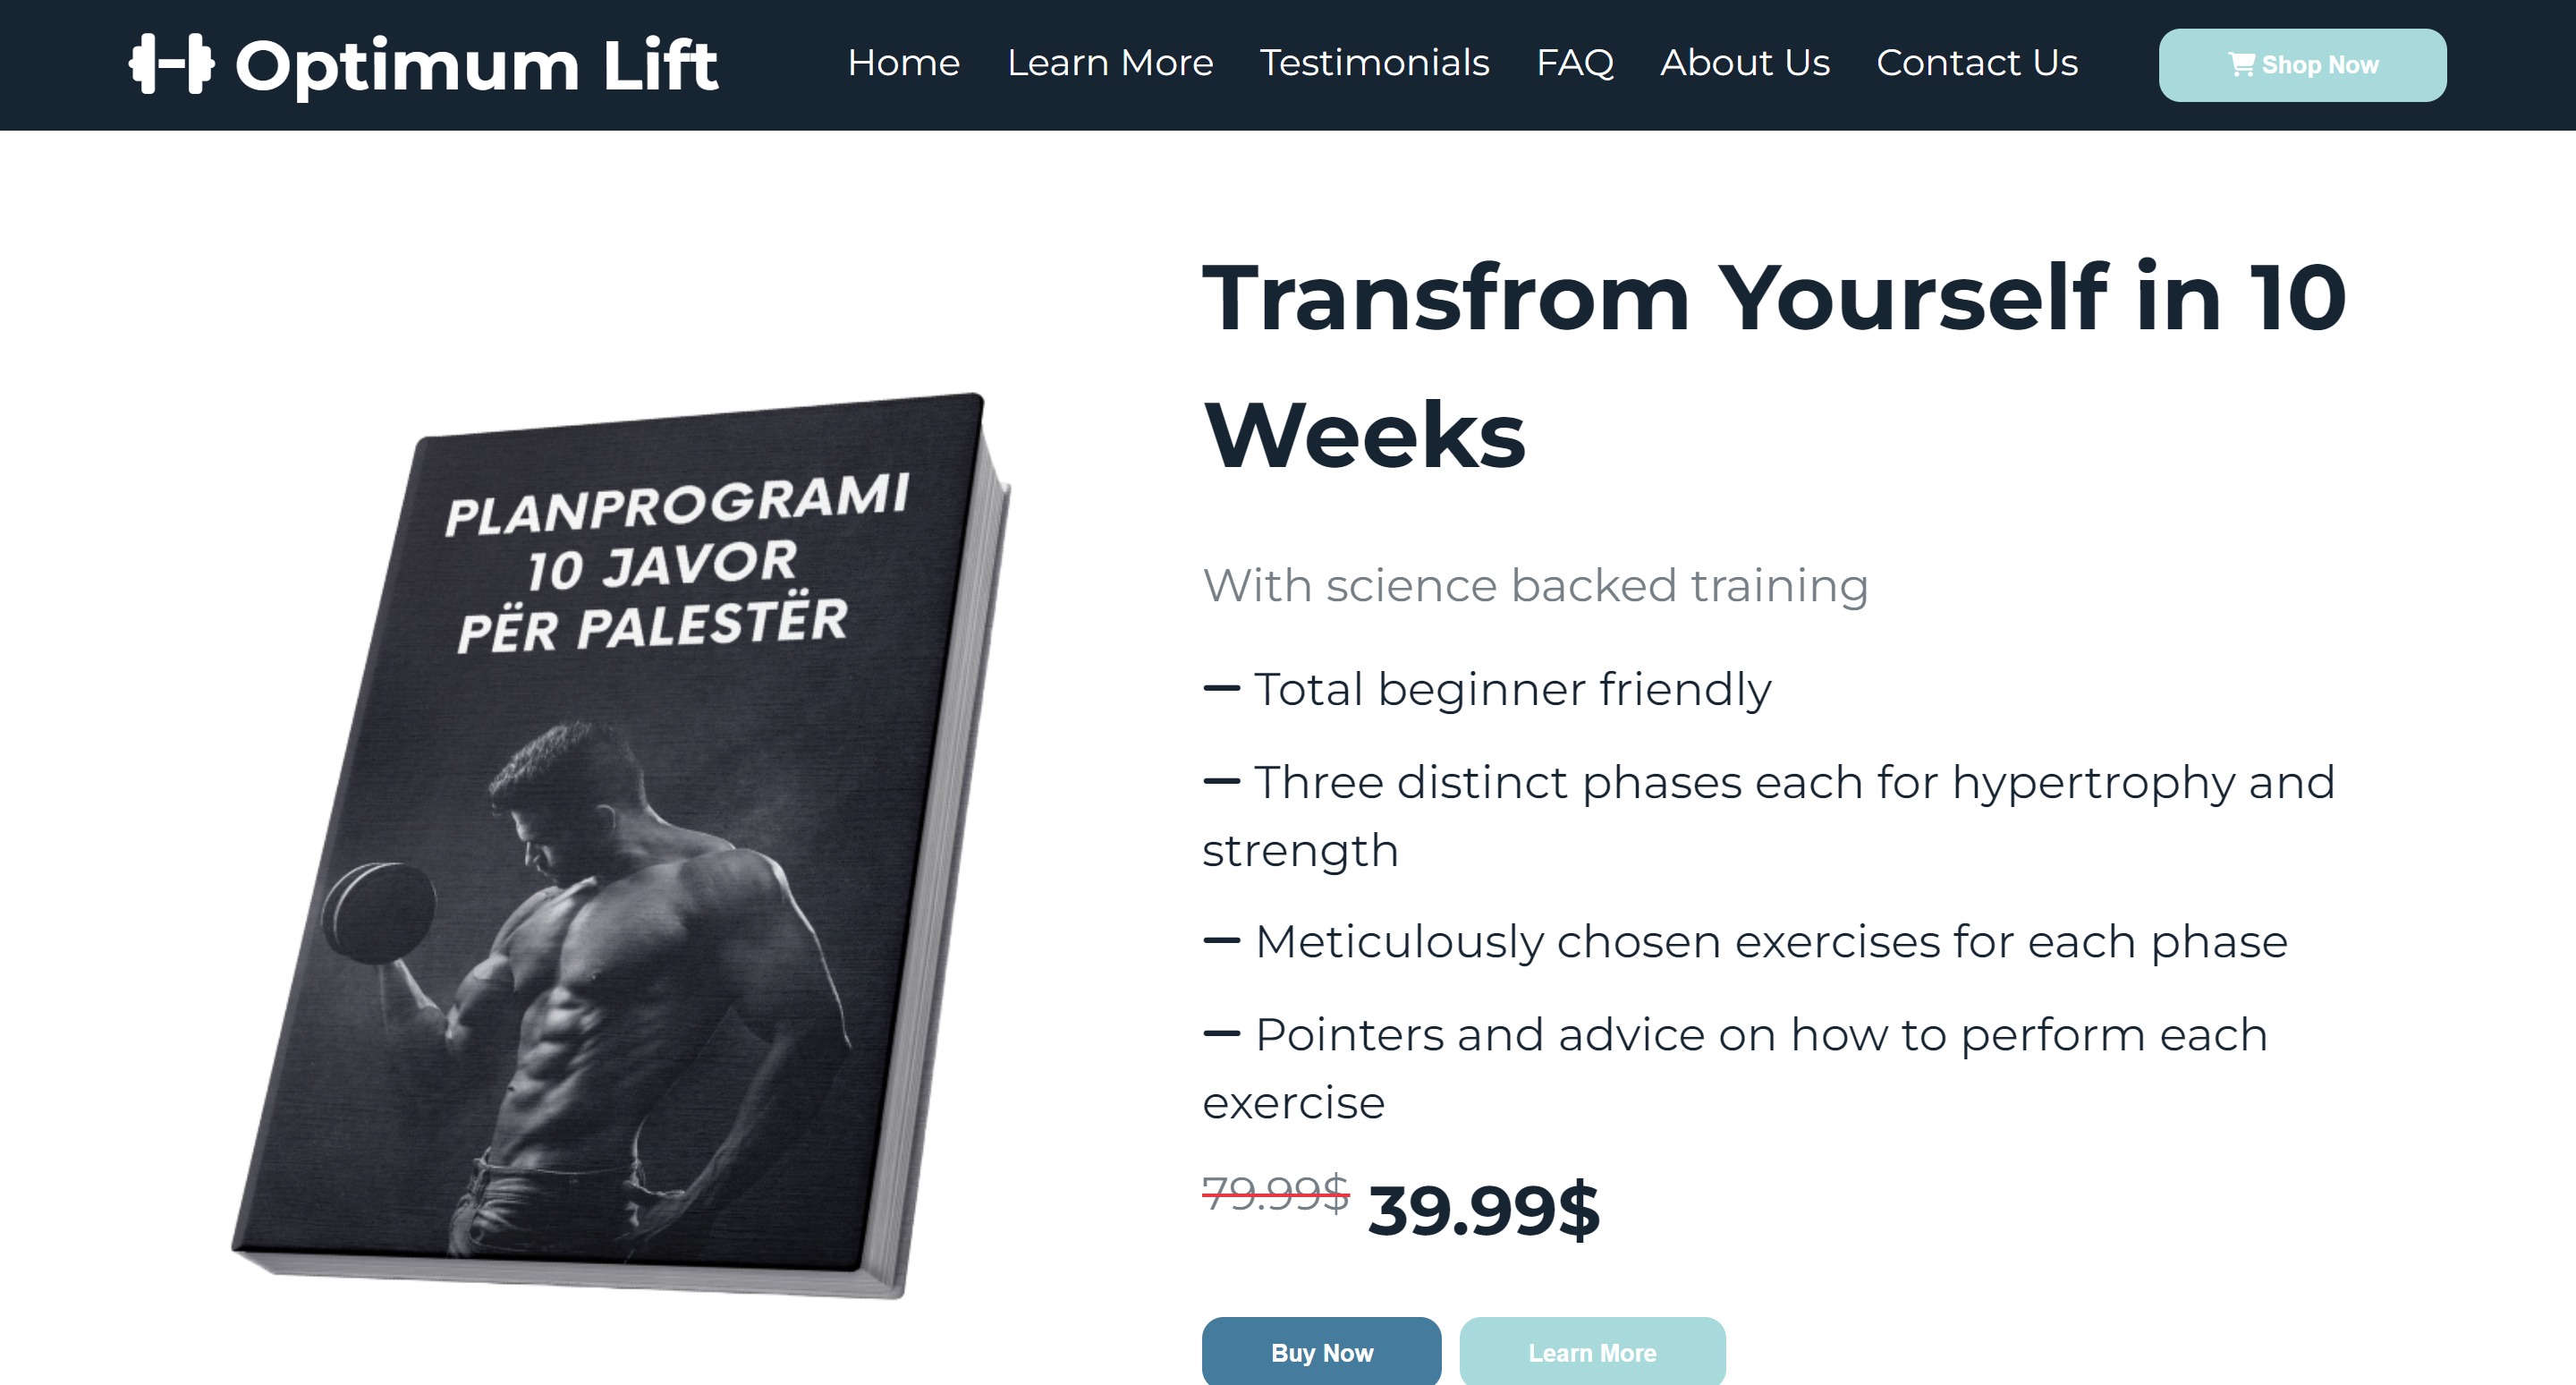 Optimum Lift
Home Learn More Testimonials FAQ About Us Contact Us
Shop Now
PLANPROGRAMI
10 JAVOR
PËR PALESTËR
Transfrom Yourself in 10
Weeks
With science backed training
— Total beginner friendly
— Three distinct phases each for hypertrophy and
strength
— Meticulously chosen exercises for each phase
— Pointers and advice on how to perform each
exercise
79.99$ 39.99$
Buy Now Learn More